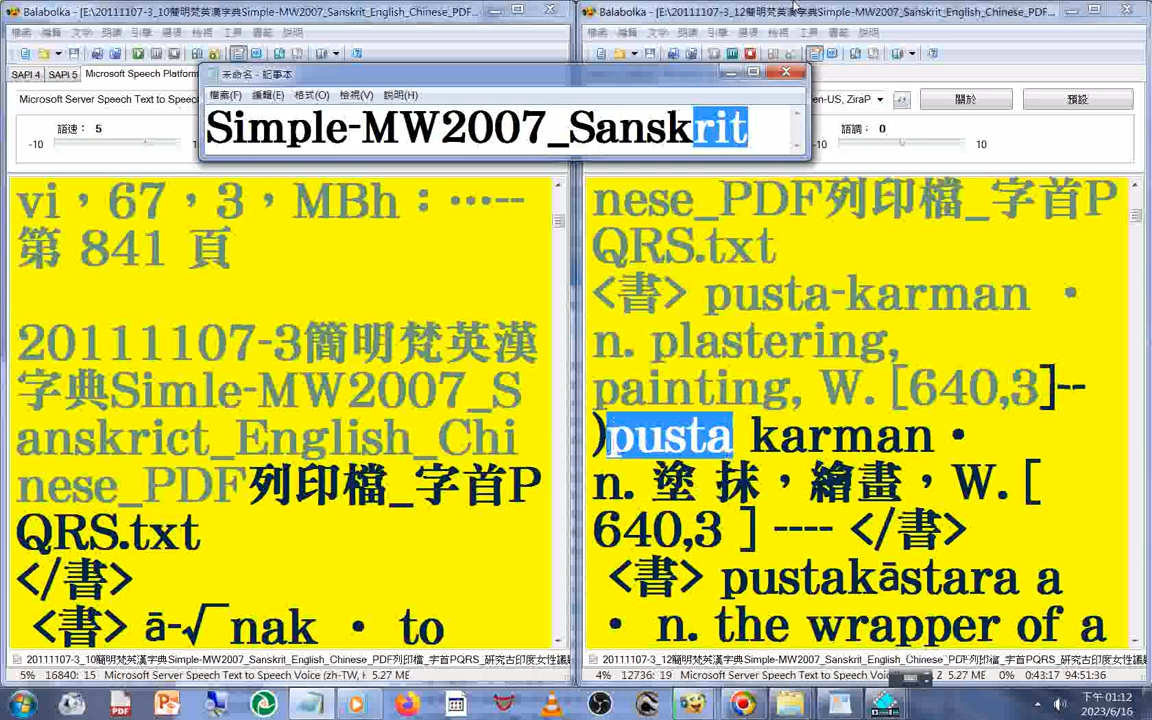 Balabolka - [E:\20111107-3_10簡明梵英漢字典Simple-MW2007_Sanskrit_English_Chinese_PDF...
Balabolka - [E:\20111107-3_12簡明梵英漢字典Simple-MW2007_Sanskrit_English_Chinese_PDF...
SAPI 4 SAPI 5 Microsoft Speech Platform
未命名 - 記事本
檔案(F) 編輯(E) 格式(O) 檢視(V) 說明(H)
Simple-MW2007_Sanskrit
Microsoft Server Speech Text to Spee
en-US, ZiraP
關於
預設
語速: 5
語調: 0
-10
10
vi，67，3，MBh：…--
第 841 頁
20111107-3簡明梵英漢
字典Simle-MW2007_S
anskrict_English_Chi
nese_PDF列印檔_字首P
QRS.txt
</書>
<書> ā-√nak • to
nese_PDF列印檔_字首P
QRS.txt
<書> pusta-karman •
n. plastering,
painting, W. [640,3]--
)pusta karman •
n. 塗 抹，繪畫，W. [
640,3 ] ---- </書>
<書> pustakāstara a
• n. the wrapper of a
20111107-3_10簡明梵英漢字典Simple-MW2007_Sanskrit_English_Chinese_PDF列印檔_字首PQRS_研究古印度女性議
20111107-3_12簡明梵英漢字典Simple-MW2007_Sanskrit_English_Chinese_PDF列印檔_字首PQRS_研究古印度女性議
5% 16840: 15 Microsoft Server Speech Text to Speech Voice (zh-TW, H 5.27 ME
4% 12736: 19 Microsoft Server Speech Text to Speech Voice 5.27 ME 0% 0:43:17 94:51:36
下午 01:12
2023/6/16